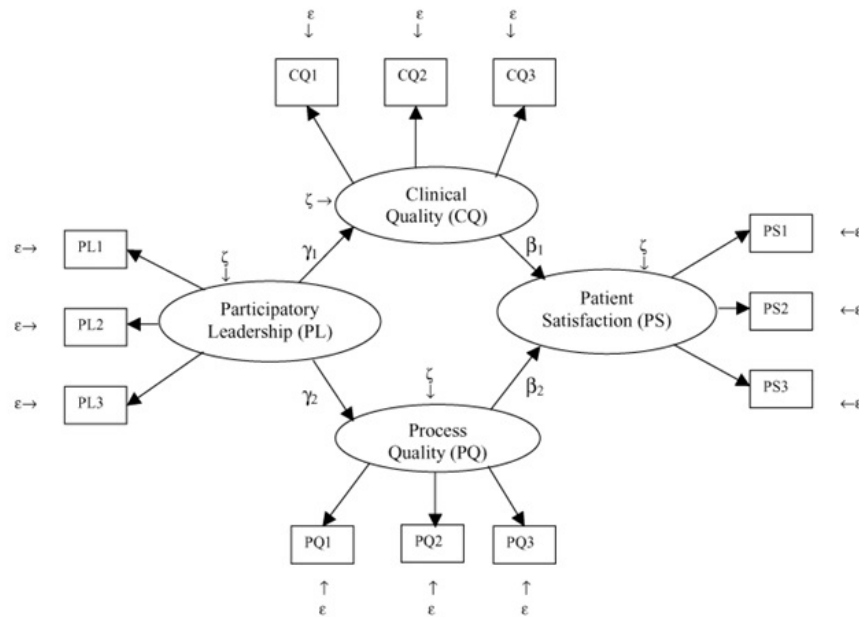 ε ε ε
↓ ↓ ↓
CQ1 CQ2 CQ3
Clinical
Quality (CQ)
ζ→
γ₁
β₁
ε→ PL1
ζ
↓
ζ
↓
PS1 ←ε
Participatory
Leadership (PL)
ε→ PL2
Patient
Satisfaction (PS)
PS2 ←ε
ε→ PL3
γ₂
ζ
↓
β₂
PS3 ←ε
Process
Quality (PQ)
PQ1 PQ2 PQ3
↑ ↑ ↑
ε ε ε